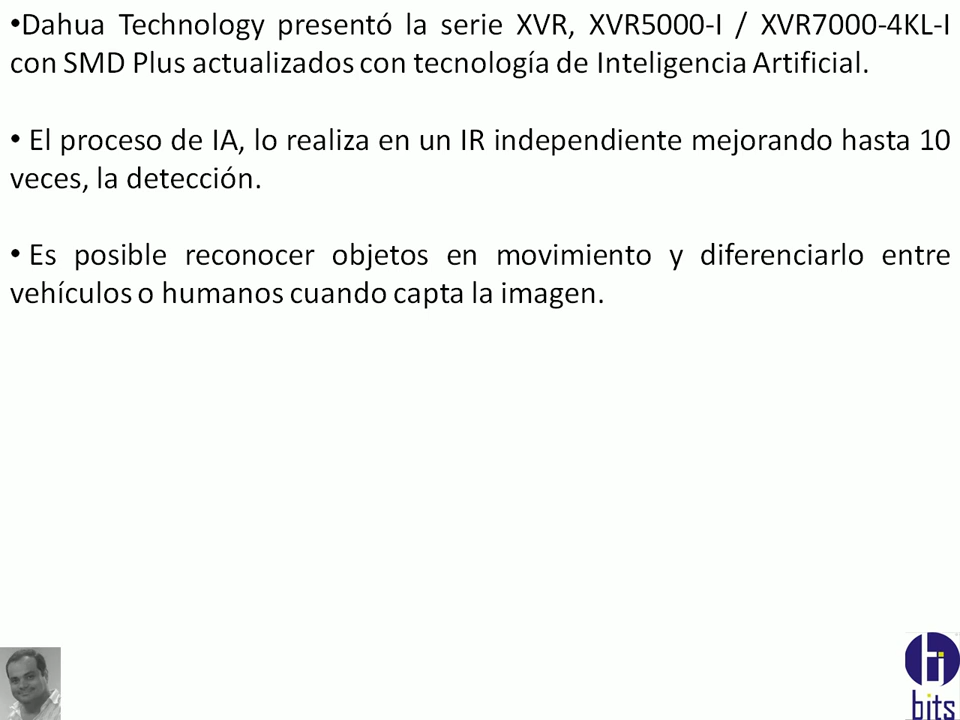 •Dahua Technology presentó la serie XVR, XVR5000-I / XVR7000-4KL-I
con SMD Plus actualizados con tecnología de Inteligencia Artificial.
• El proceso de IA, lo realiza en un IR independiente mejorando hasta 10
veces, la detección.
• Es posible reconocer objetos en movimiento y diferenciarlo entre
vehículos o humanos cuando capta la imagen.
bits